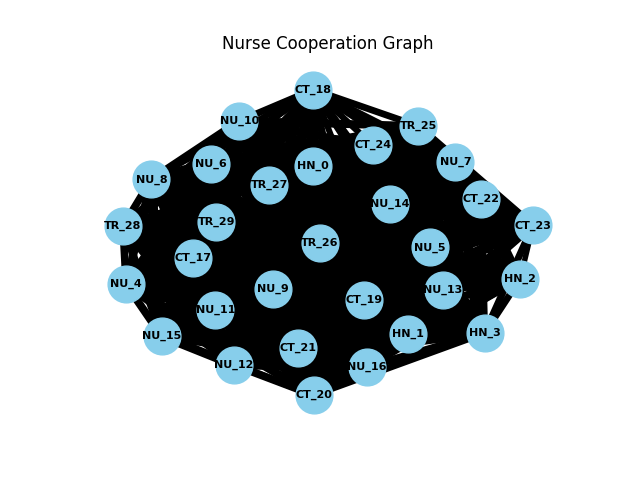 Nurse Cooperation Graph
CT_18
NU_10
TR_25
CT_24
NU_6
HN_0
NU_7
NU_8
TR_27
CT_22
NU_14
TR_28
TR_29
CT_23
TR_26
NU_5
CT_17
HN_2
NU_4
NU_9
NU_13
CT_19
NU_11
NU_15
HN_1
HN_3
CT_21
NU_12
NU_16
CT_20